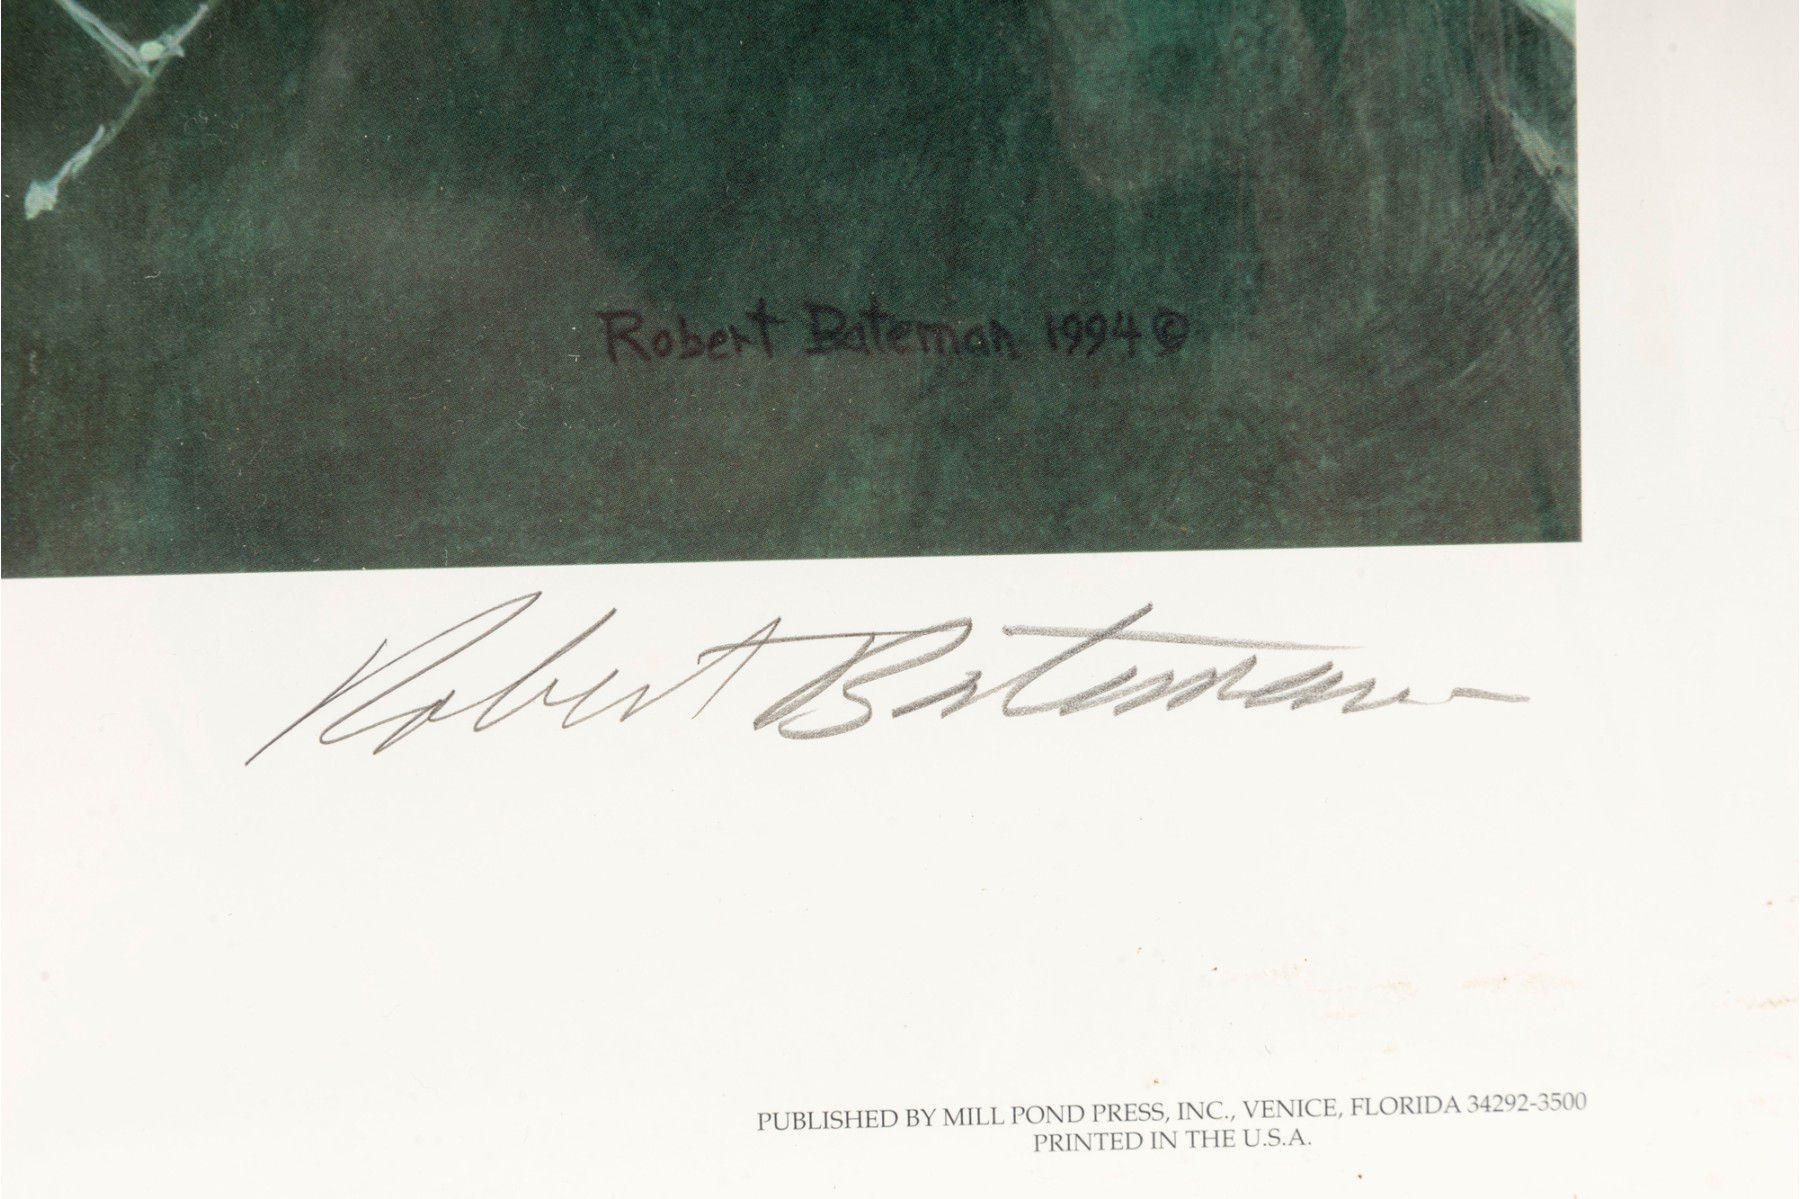 Robert Bateman 1994 ©
Robert Bateman
PUBLISHED BY MILL POND PRESS, INC., VENICE, FLORIDA 34292-3500
PRINTED IN THE U.S.A.